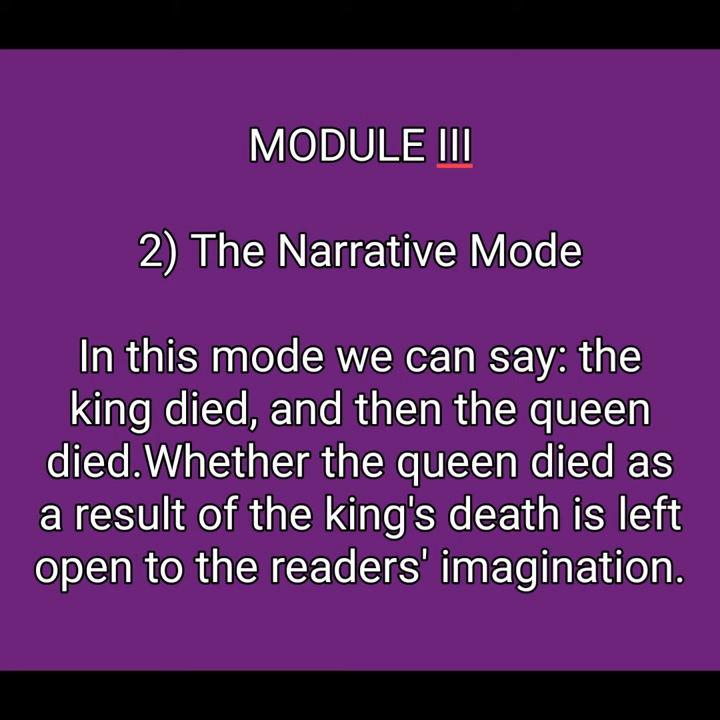 MODULE III
2) The Narrative Mode
In this mode we can say: the
king died, and then the queen
died.Whether the queen died as
a result of the king's death is left
open to the readers' imagination.